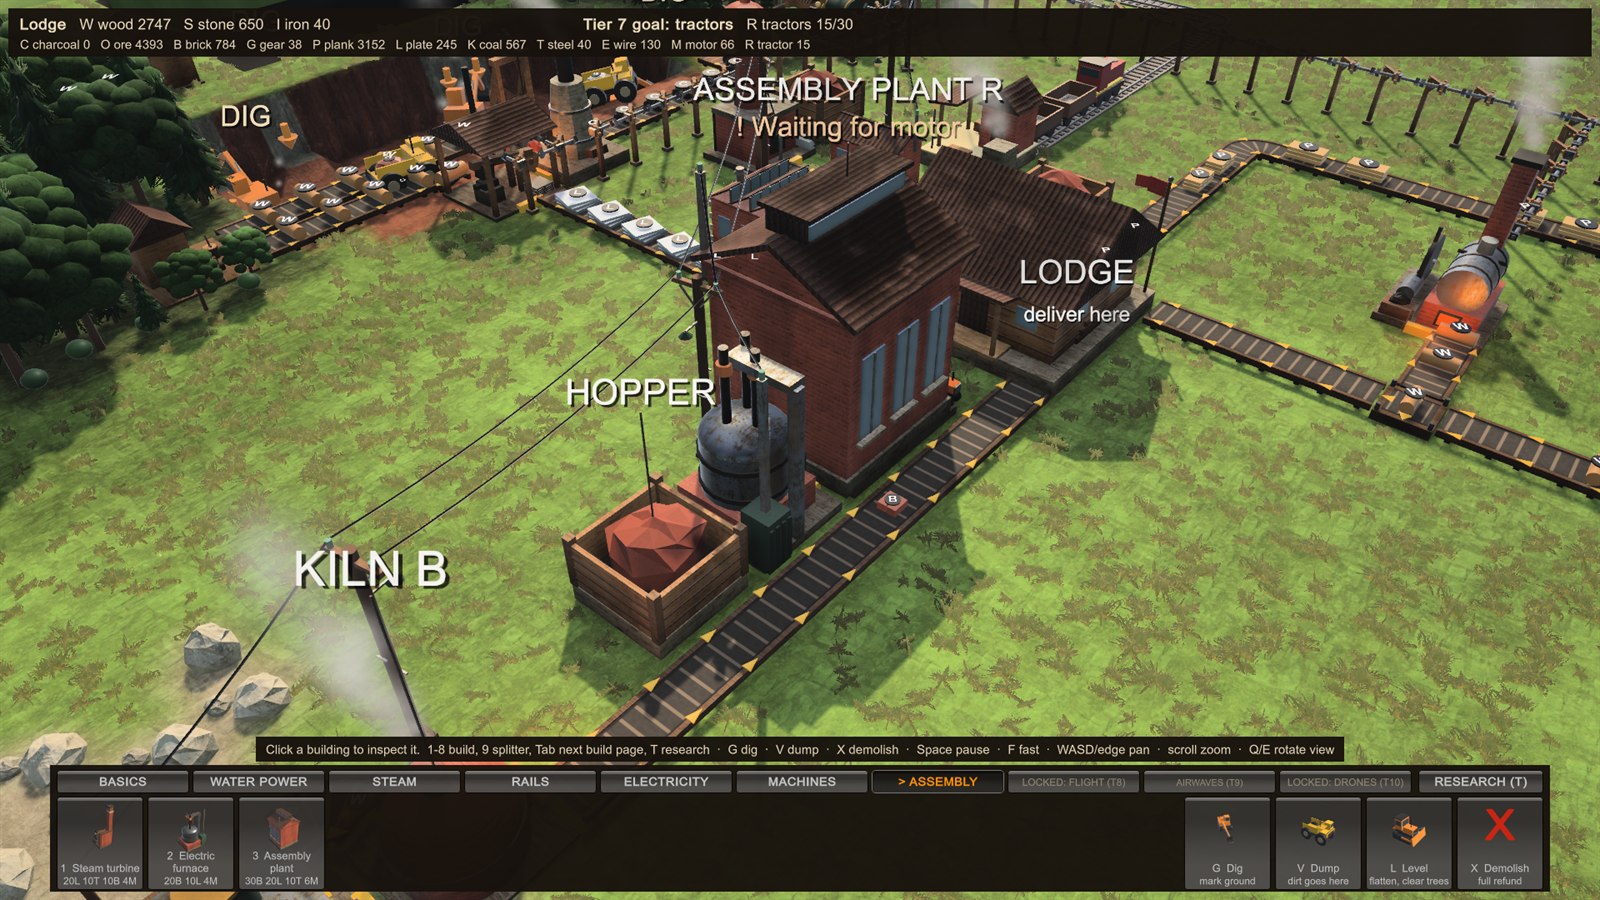 Lodge W wood 2747 S stone 650 I iron 40
Tier 7 goal: tractors R tractors 15/30
C charcoal 0 O ore 4393 B brick 784 G gear 38 P plank 3152 L plate 245 K coal 567 T steel 40 E wire 130 M motor 66 R tractor 15
DIG
ASSEMBLY PLANT R
! Waiting for motor
LODGE
deliver here
HOPPER
KILN B
Click a building to inspect it. 1-8 build, 9 splitter, Tab next build page, T research · G dig · V dump · X demolish · Space pause · F fast · WASD/edge pan · scroll zoom · Q/E rotate view
BASICS
WATER POWER
STEAM
RAILS
ELECTRICITY
MACHINES
> ASSEMBLY
LOCKED: FLIGHT (T8)
AIRWAVES (T9)
LOCKED: DRONES (T10)
RESEARCH (T)
1 Steam turbine
20L 10T 10B 4M
2 Electric
furnace
20B 10L 4M
3 Assembly
plant
30B 20L 10T 6M
G Dig
mark ground
V Dump
dirt goes here
L Level
flatten, clear trees
X Demolish
full refund